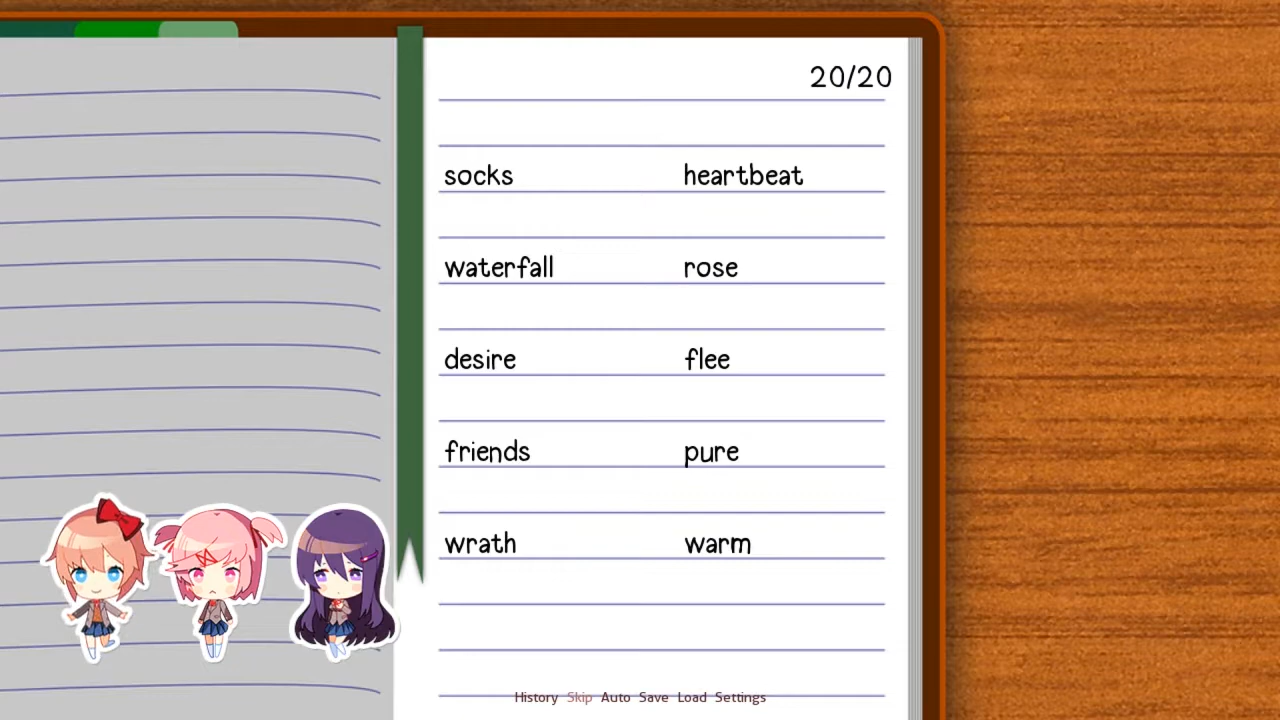 20/20
socks heartbeat
waterfall rose
desire flee
friends pure
wrath warm
History Skip Auto Save Load Settings